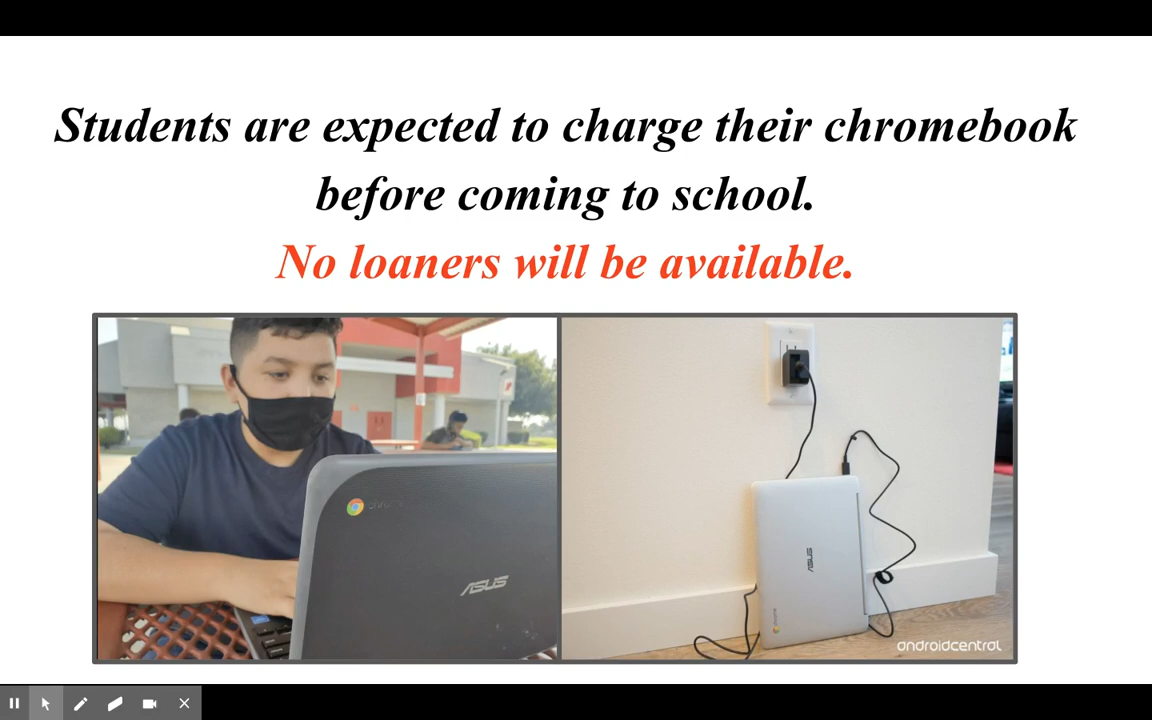 Students are expected to charge their chromebook
before coming to school.
No loaners will be available.
ASUS
ASUS
androidcentral